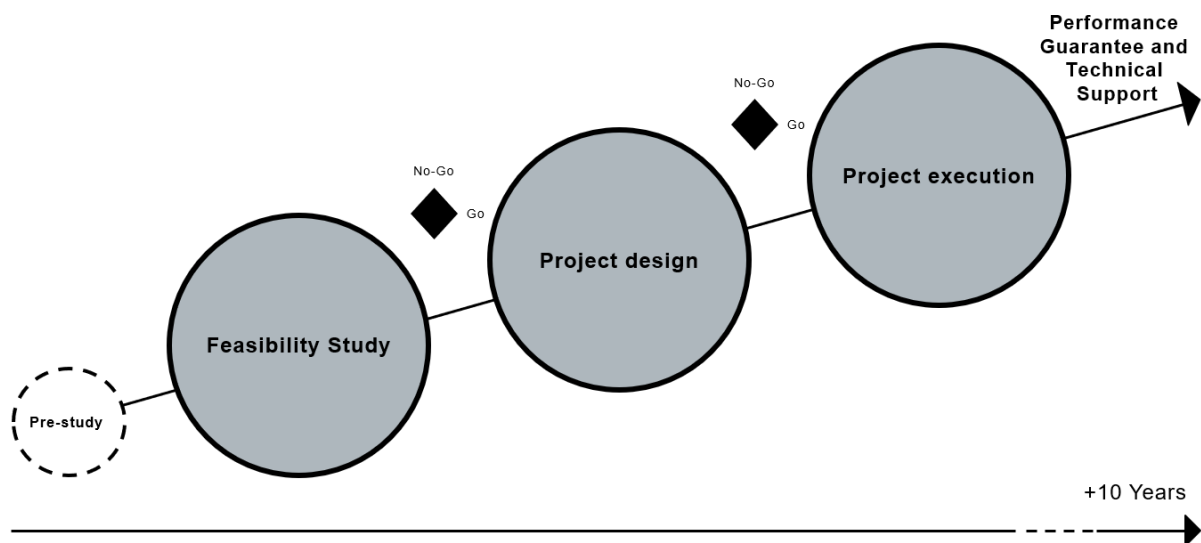 Performance
Guarantee and
Technical
Support
No-Go
Go
Project execution
No-Go
Go
Project design
Feasibility Study
Pre-study
+10 Years